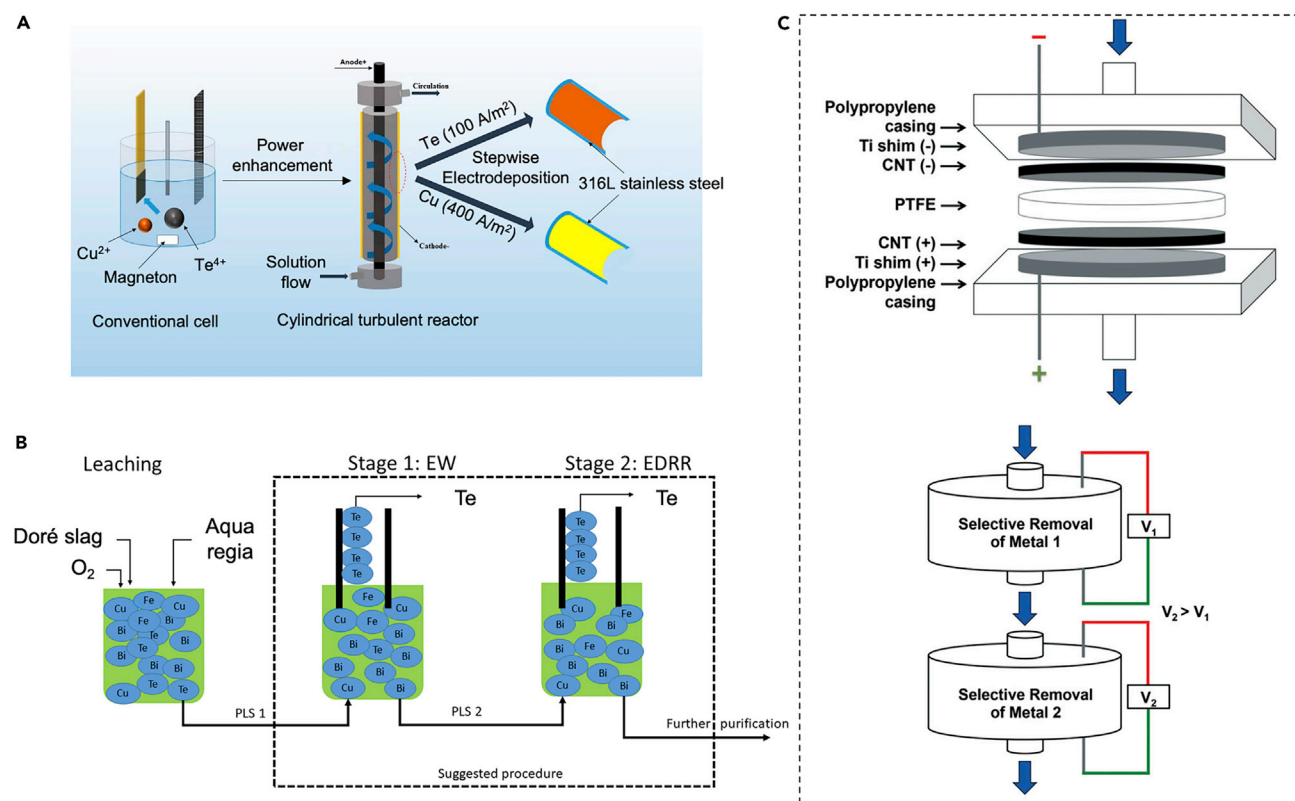 A
Anode+
Circulation
Power
enhancement
Te (100 A/m²)
Stepwise
Electrodeposition
Cu (400 A/m²)
316L stainless steel
Cu²⁺
Magneton
Te⁴⁺
Solution
flow
Cathode-
Conventional cell
Cylindrical turbulent reactor
B
Leaching
Stage 1: EW
Stage 2: EDRR
Te
Te
Doré slag
O₂
Aqua
regia
Te
Te
Te
Te
Te
Te
Te
Te
Cu
Fe
Cu
Fe
Bi
Bi
Te
Bi
Te
Bi
Bi
Bi
Te
Cu
Te
Fe
Cu
Cu
Fe
Bi
Bi
Te
Bi
Bi
Bi
Cu
Bi
Cu
Fe
Bi
Bi
Fe
Cu
Bi
Bi
Cu
Bi
PLS 1
PLS 2
Further purification
Suggested procedure
C
−
Polypropylene
casing
Ti shim (-)
CNT (-)
PTFE
CNT (+)
Ti shim (+)
Polypropylene
casing
+
Selective Removal
of Metal 1
V₁
V₂ > V₁
Selective Removal
of Metal 2
V₂